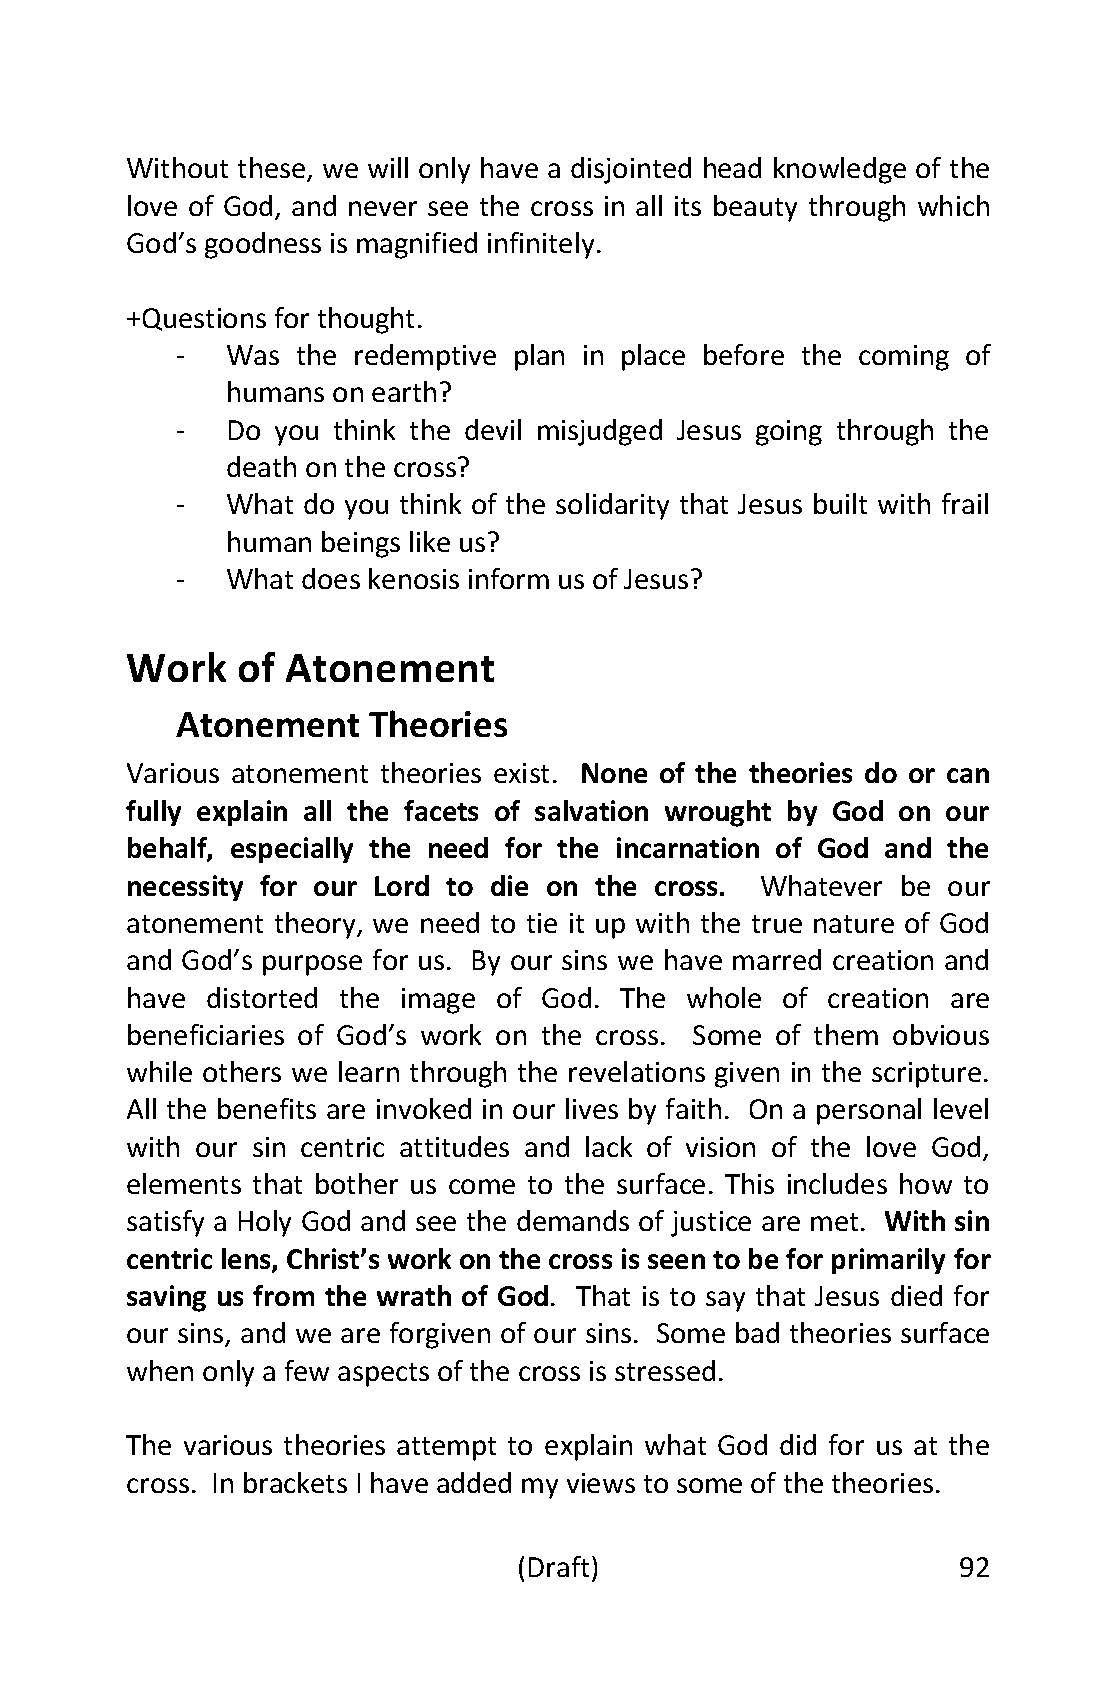 Without these, we will only have a disjointed head knowledge of the
love of God, and never see the cross in all its beauty through which
God’s goodness is magnified infinitely.
+Questions for thought.
- Was the redemptive plan in place before the coming of
humans on earth?
- Do you think the devil misjudged Jesus going through the
death on the cross?
- What do you think of the solidarity that Jesus built with frail
human beings like us?
- What does kenosis inform us of Jesus?
Work of Atonement
Atonement Theories
Various atonement theories exist. None of the theories do or can
fully explain all the facets of salvation wrought by God on our
behalf, especially the need for the incarnation of God and the
necessity for our Lord to die on the cross. Whatever be our
atonement theory, we need to tie it up with the true nature of God
and God’s purpose for us. By our sins we have marred creation and
have distorted the image of God. The whole of creation are
beneficiaries of God’s work on the cross. Some of them obvious
while others we learn through the revelations given in the scripture.
All the benefits are invoked in our lives by faith. On a personal level
with our sin centric attitudes and lack of vision of the love God,
elements that bother us come to the surface. This includes how to
satisfy a Holy God and see the demands of justice are met. With sin
centric lens, Christ’s work on the cross is seen to be for primarily for
saving us from the wrath of God. That is to say that Jesus died for
our sins, and we are forgiven of our sins. Some bad theories surface
when only a few aspects of the cross is stressed.
The various theories attempt to explain what God did for us at the
cross. In brackets I have added my views to some of the theories.
(Draft) 92